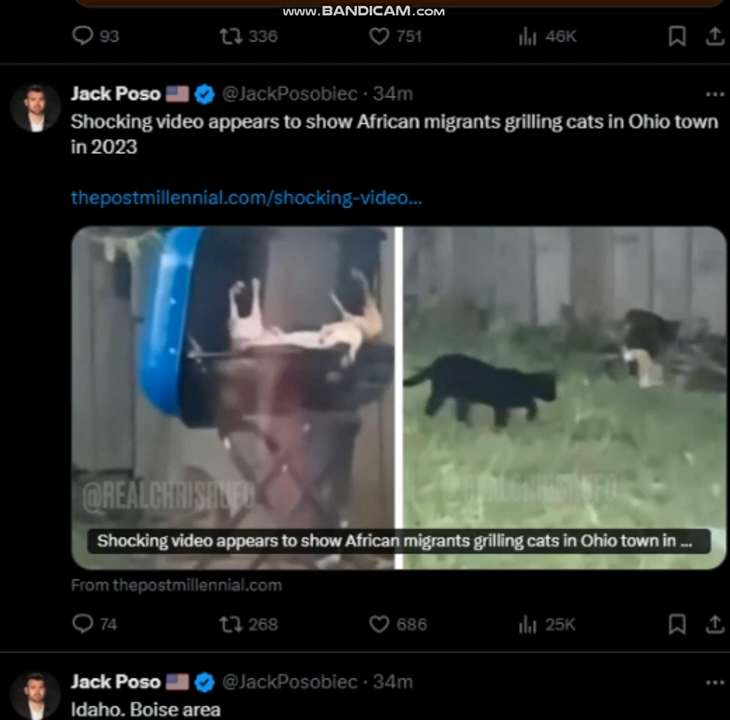 www.BANDICAM.com
93 336 751 46K
Jack Poso @JackPosobiec · 34m
Shocking video appears to show African migrants grilling cats in Ohio town
in 2023
thepostmillennial.com/shocking-video...
@REALCHRISRUFO
Shocking video appears to show African migrants grilling cats in Ohio town in ...
From thepostmillennial.com
74 268 686 25K
Jack Poso @JackPosobiec · 34m
Idaho. Boise area